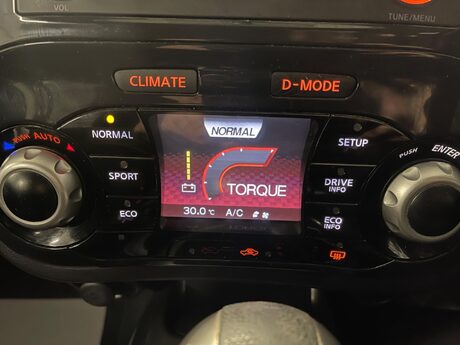 VOL
TUNE/MENU
CLIMATE
D-MODE
NORMAL
AUTO
NORMAL
SETUP
PUSH
ENTER
SPORT
DRIVE
INFO
TORQUE
ECO
ECO
INFO
30.0°c A/C